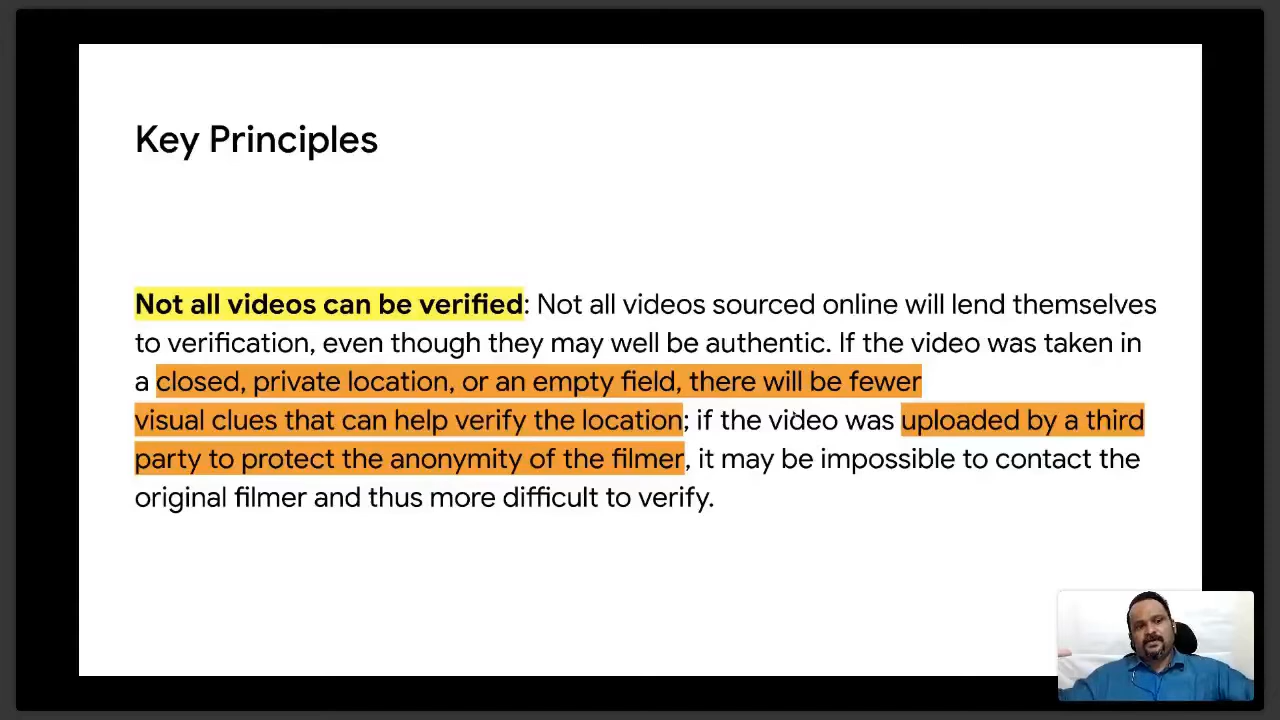 Key Principles
Not all videos can be verified: Not all videos sourced online will lend themselves
to verification, even though they may well be authentic. If the video was taken in
a closed, private location, or an empty field, there will be fewer
visual clues that can help verify the location; if the video was uploaded by a third
party to protect the anonymity of the filmer, it may be impossible to contact the
original filmer and thus more difficult to verify.